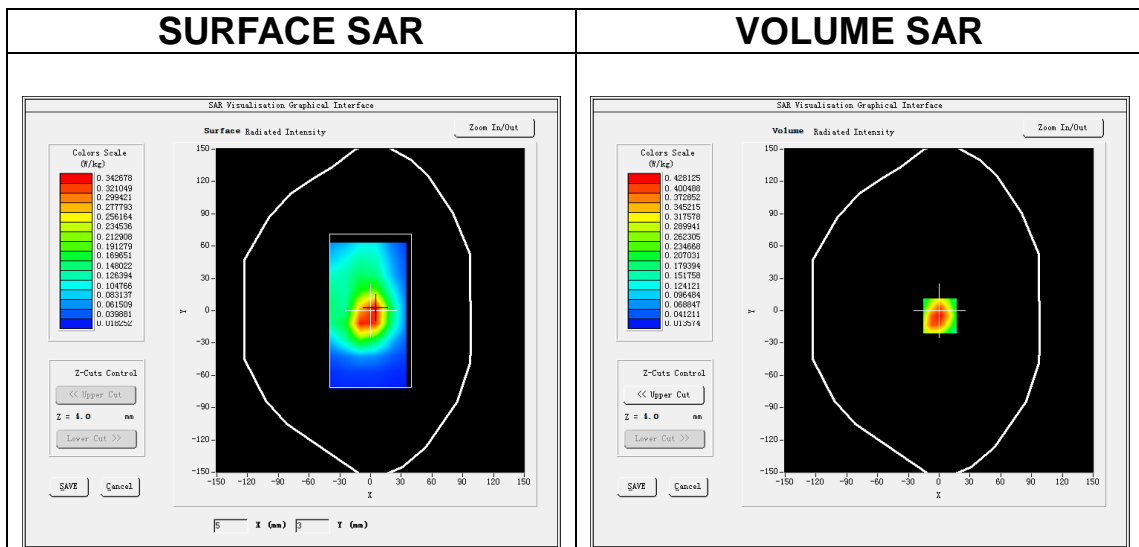 SURFACE SAR
VOLUME SAR
SAR Visualisation Graphical Interface
Surface Radiated Intensity
Zoom In/Out
Colors Scale
(W/kg)
0.342678
0.321049
0.299421
0.277793
0.256164
0.234536
0.212908
0.191279
0.169651
0.148022
0.126394
0.104766
0.083137
0.061509
0.039881
0.018252
150
120
90
60
30
0
-30
-60
-90
-120
-150
Y
-150 -120 -90 -60 -30 0 30 60 90 120 150
X
Z-Cuts Control
<< Upper Cut
Z = 4.0 mm
Lower Cut >>
SAVE Cancel
5 X (mm) 3 Y (mm)
SAR Visualisation Graphical Interface
Volume Radiated Intensity
Zoom In/Out
Colors Scale
(W/kg)
0.428125
0.400488
0.372852
0.345215
0.317578
0.289941
0.262305
0.234668
0.207031
0.179394
0.151758
0.124121
0.096484
0.068847
0.041211
0.013574
150
120
90
60
30
0
-30
-60
-90
-120
-150
Y
-150 -120 -90 -60 -30 0 30 60 90 120 150
X
Z-Cuts Control
<< Upper Cut
Z = 4.0 mm
Lower Cut >>
SAVE Cancel